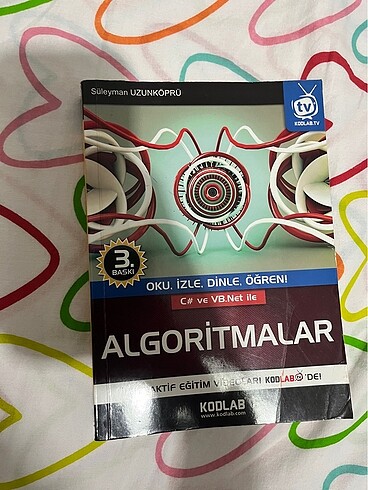 Süleyman UZUNKÖPRÜ
tv
KODLAB.TV
3.
BASKI
OKU, İZLE, DİNLE, ÖĞREN!
C# ve VB.Net ile
ALGORİTMALAR
AKTİF EĞİTİM VİDEOLARI KODLAB tv 'DE!
KODLAB
www.kodlab.com